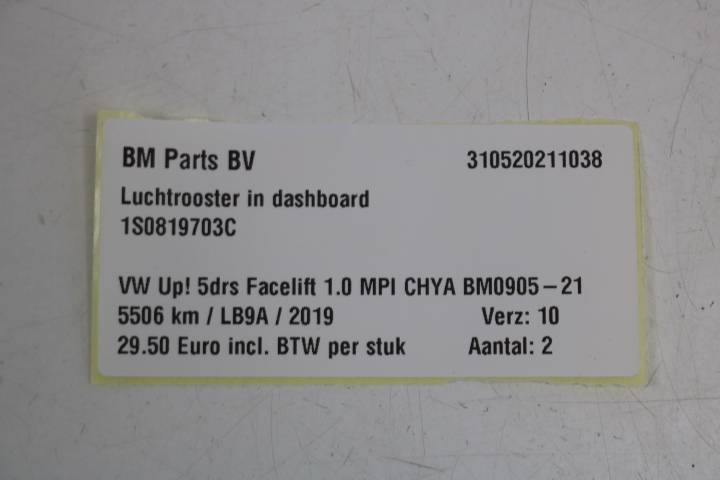 BM Parts BV 310520211038
Luchtrooster in dashboard
1S0819703C
VW Up! 5drs Facelift 1.0 MPI CHYA BM0905-21
5506 km / LB9A / 2019 Verz: 10
29.50 Euro incl. BTW per stuk Aantal: 2